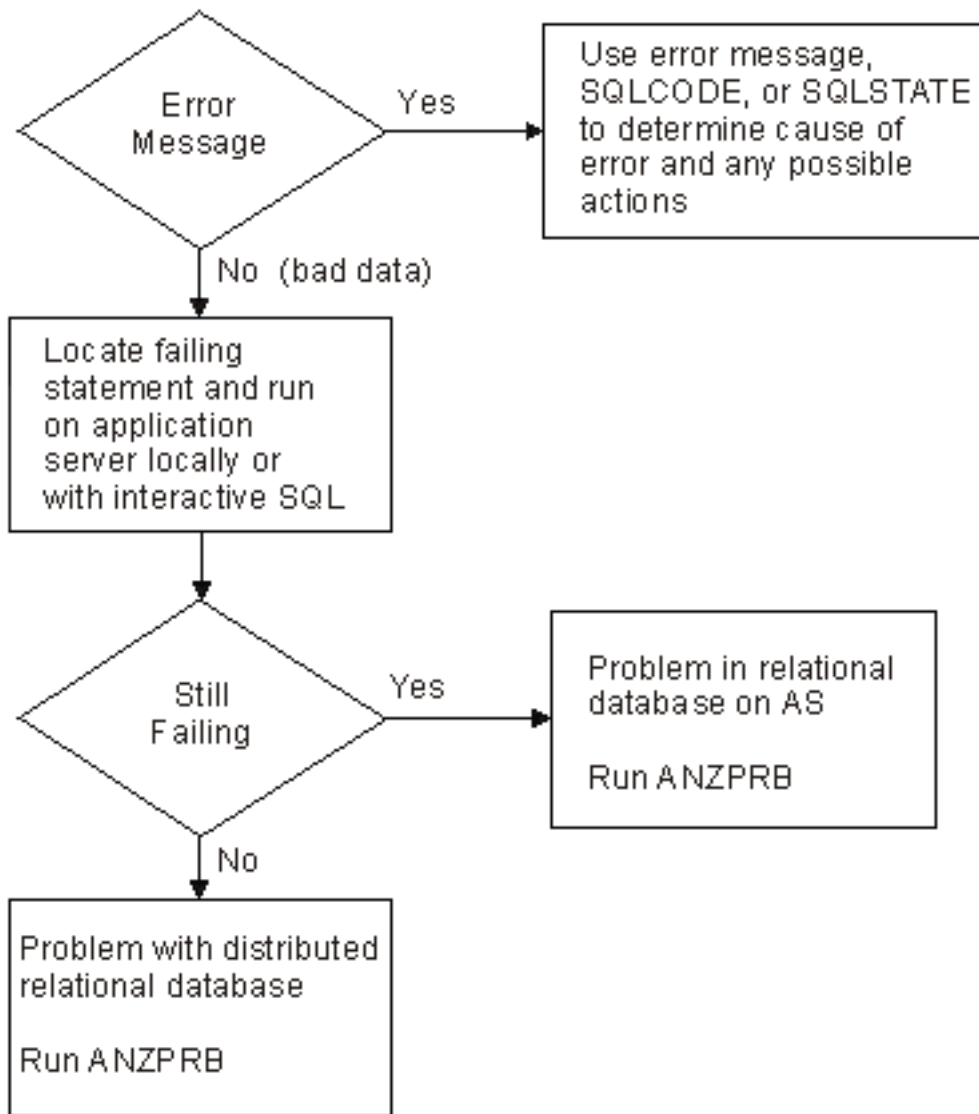 Error
Message
Yes
Use error message,
SQLCODE, or SQLSTATE
to determine cause of
error and any possible
actions
No (bad data)
Locate failing
statement and run
on application
server locally or
with interactive SQL
Still
Failing
Yes
Problem in relational
database on AS
Run ANZPRB
No
Problem with distributed
relational database
Run ANZPRB